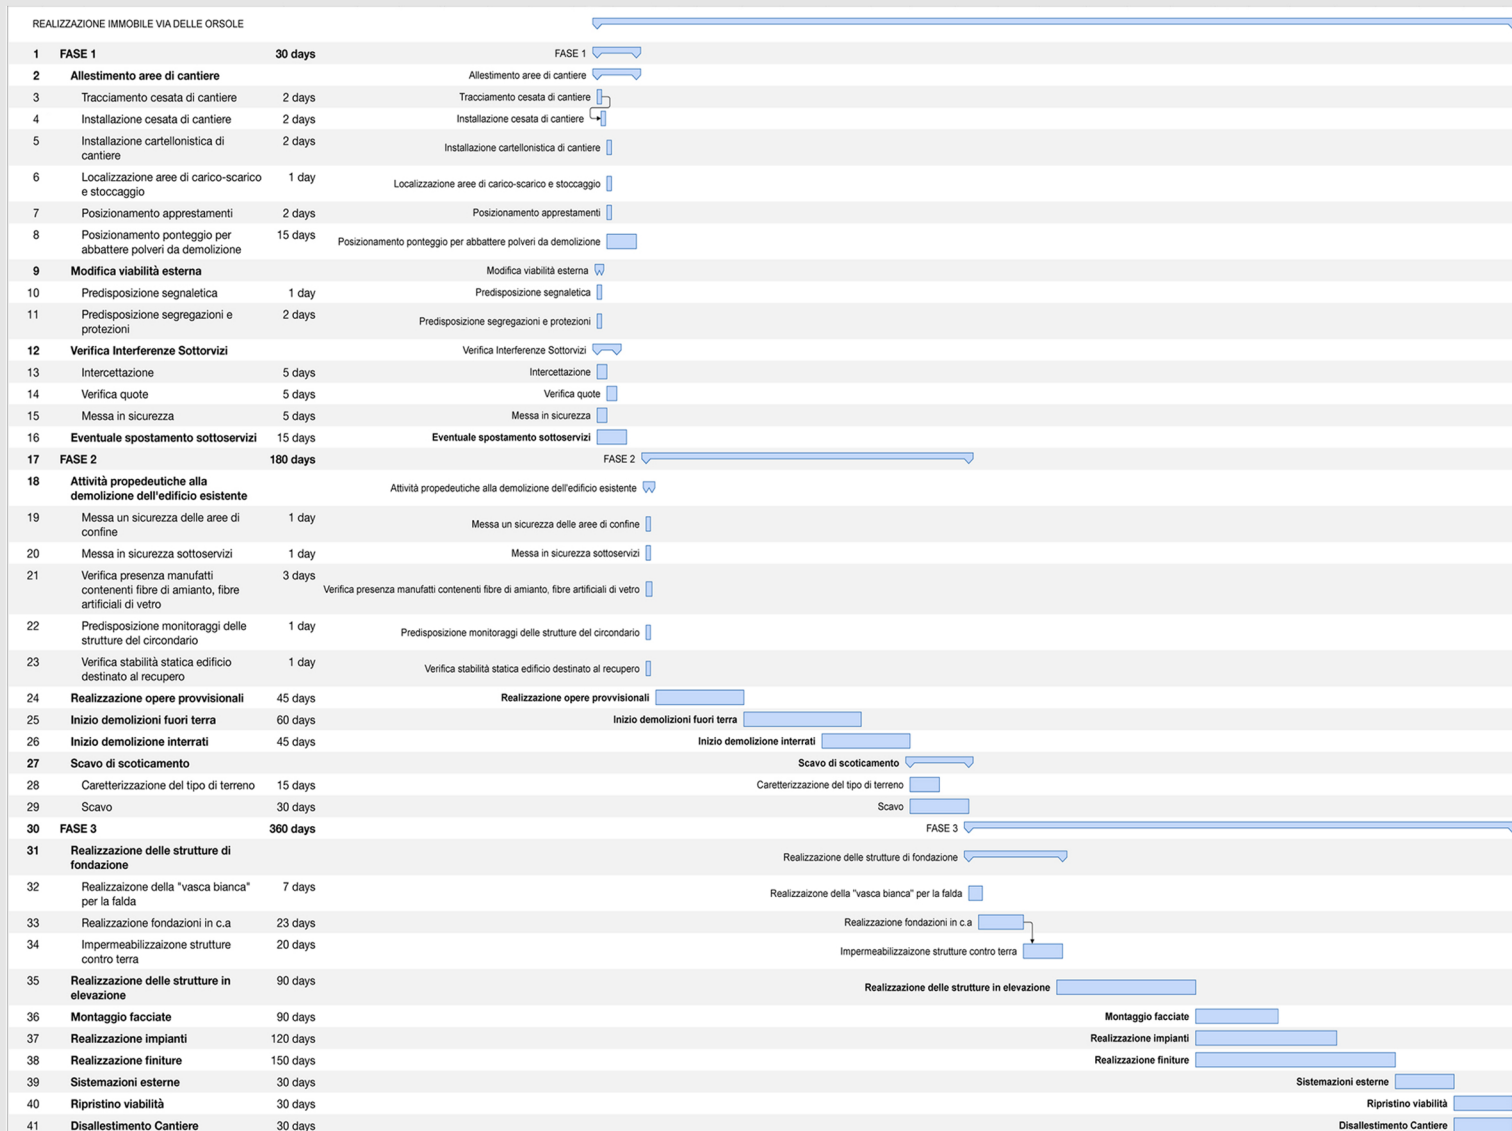 REALIZZAZIONE IMMOBILE VIA DELLE ORSOLE
1 FASE 1 30 days FASE 1
2 Allestimento aree di cantiere Allestimento aree di cantiere
3 Tracciamento cesata di cantiere 2 days Tracciamento cesata di cantiere
4 Installazione cesata di cantiere 2 days Installazione cesata di cantiere
5 Installazione cartellonistica di 2 days
cantiere
Installazione cartellonistica di cantiere
6 Localizzazione aree di carico-scarico 1 day
e stoccaggio
Localizzazione aree di carico-scarico e stoccaggio
7 Posizionamento apprestamenti 2 days Posizionamento apprestamenti
8 Posizionamento ponteggio per 15 days
abbattere polveri da demolizione
Posizionamento ponteggio per abbattere polveri da demolizione
9 Modifica viabilità esterna Modifica viabilità esterna
10 Predisposizione segnaletica 1 day Predisposizione segnaletica
11 Predisposizione segregazioni e 2 days
protezioni
Predisposizione segregazioni e protezioni
12 Verifica Interferenze Sottorvizi Verifica Interferenze Sottorvizi
13 Intercettazione 5 days Intercettazione
14 Verifica quote 5 days Verifica quote
15 Messa in sicurezza 5 days Messa in sicurezza
16 Eventuale spostamento sottoservizi 15 days Eventuale spostamento sottoservizi
17 FASE 2 180 days FASE 2
18 Attività propedeutiche alla
demolizione dell'edificio esistente
Attività propedeutiche alla demolizione dell'edificio esistente
19 Messa un sicurezza delle aree di 1 day
confine
Messa un sicurezza delle aree di confine
20 Messa in sicurezza sottoservizi 1 day Messa in sicurezza sottoservizi
21 Verifica presenza manufatti 3 days
contenenti fibre di amianto, fibre
artificiali di vetro
Verifica presenza manufatti contenenti fibre di amianto, fibre artificiali di vetro
22 Predisposizione monitoraggi delle 1 day
strutture del circondario
Predisposizione monitoraggi delle strutture del circondario
23 Verifica stabilità statica edificio 1 day
destinato al recupero
Verifica stabilità statica edificio destinato al recupero
24 Realizzazione opere provvisionali 45 days Realizzazione opere provvisionali
25 Inizio demolizioni fuori terra 60 days Inizio demolizioni fuori terra
26 Inizio demolizione interrati 45 days Inizio demolizione interrati
27 Scavo di scoticamento Scavo di scoticamento
28 Caretterizzazione del tipo di terreno 15 days Caretterizzazione del tipo di terreno
29 Scavo 30 days Scavo
30 FASE 3 360 days FASE 3
31 Realizzazione delle strutture di
fondazione
Realizzazione delle strutture di fondazione
32 Realizzaizone della "vasca bianca" 7 days
per la falda
Realizzaizone della "vasca bianca" per la falda
33 Realizzazione fondazioni in c.a 23 days Realizzazione fondazioni in c.a
34 Impermeabilizzaizone strutture 20 days
contro terra
Impermeabilizzaizone strutture contro terra
35 Realizzazione delle strutture in 90 days
elevazione
Realizzazione delle strutture in elevazione
36 Montaggio facciate 90 days Montaggio facciate
37 Realizzazione impianti 120 days Realizzazione impianti
38 Realizzazione finiture 150 days Realizzazione finiture
39 Sistemazioni esterne 30 days Sistemazioni esterne
40 Ripristino viabilità 30 days Ripristino viabilità
41 Disallestimento Cantiere 30 days Disallestimento Cantiere